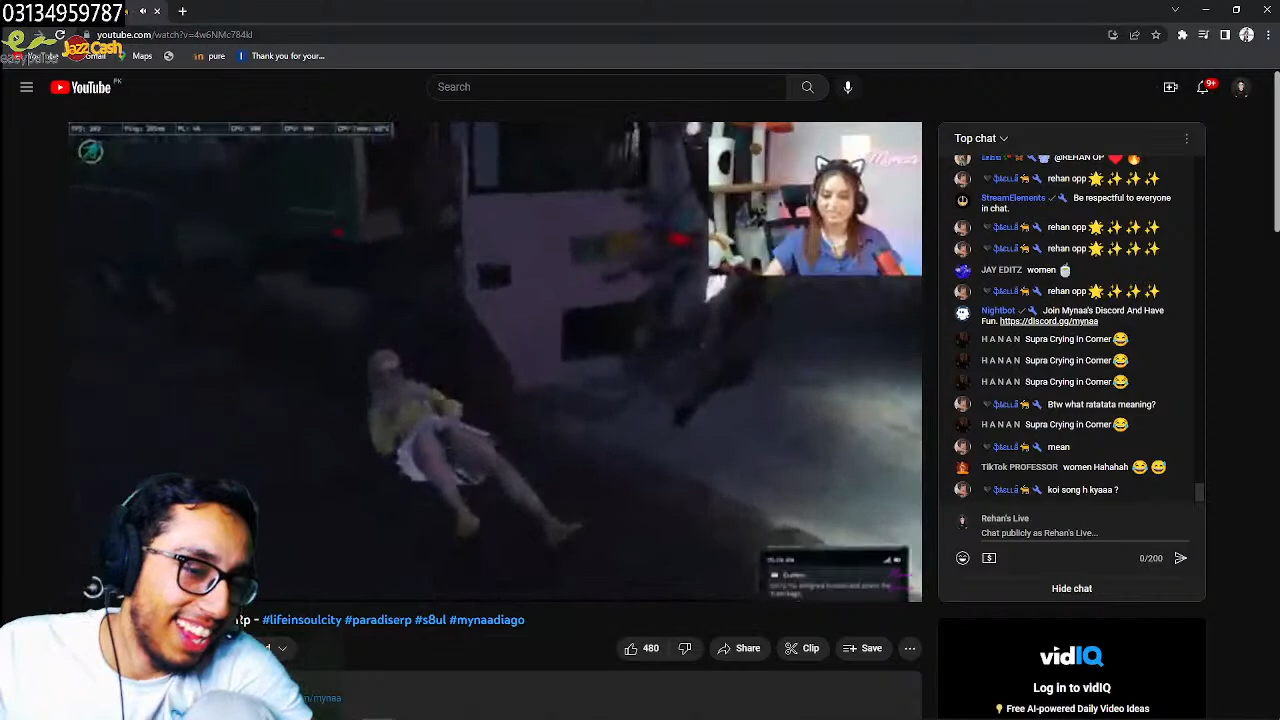 03134959787
youtube.com/watch?v=4w6NMc784ld
easypaisa
JazzCash
YouTube
Gmail
Maps
pure
Thank you for your...
YouTube PK
Search
9+
Top chat
@REHAN OP ❤️ 🔥
rehan opp 🌟 ✨ ✨ ✨
StreamElements Be respectful to everyone
in chat.
rehan opp 🌟 ✨ ✨ ✨
rehan opp 🌟 ✨ ✨ ✨
JAY EDITZ women
rehan opp 🌟 ✨ ✨ ✨
Nightbot Join Mynaa's Discord And Have
Fun. https://discord.gg/mynaa
H A N A N Supra Crying in Corner 😂
H A N A N Supra Crying in Corner 😂
H A N A N Supra Crying in Corner 😂
Btw what ratatata meaning?
H A N A N Supra Crying in Corner 😂
mean
TikTok PROFESSOR women Hahahah 😂 😅
koi song h kyaaa ?
Rehan's Live
Chat publicly as Rehan's Live...
0/200
Hide chat
Rp - #lifeinsoulcity #paradiserp #s8ul #mynaadiago
480
Share
Clip
Save
n/mynaa
vidIQ
Log in to vidIQ
💡 Free AI-powered Daily Video Ideas